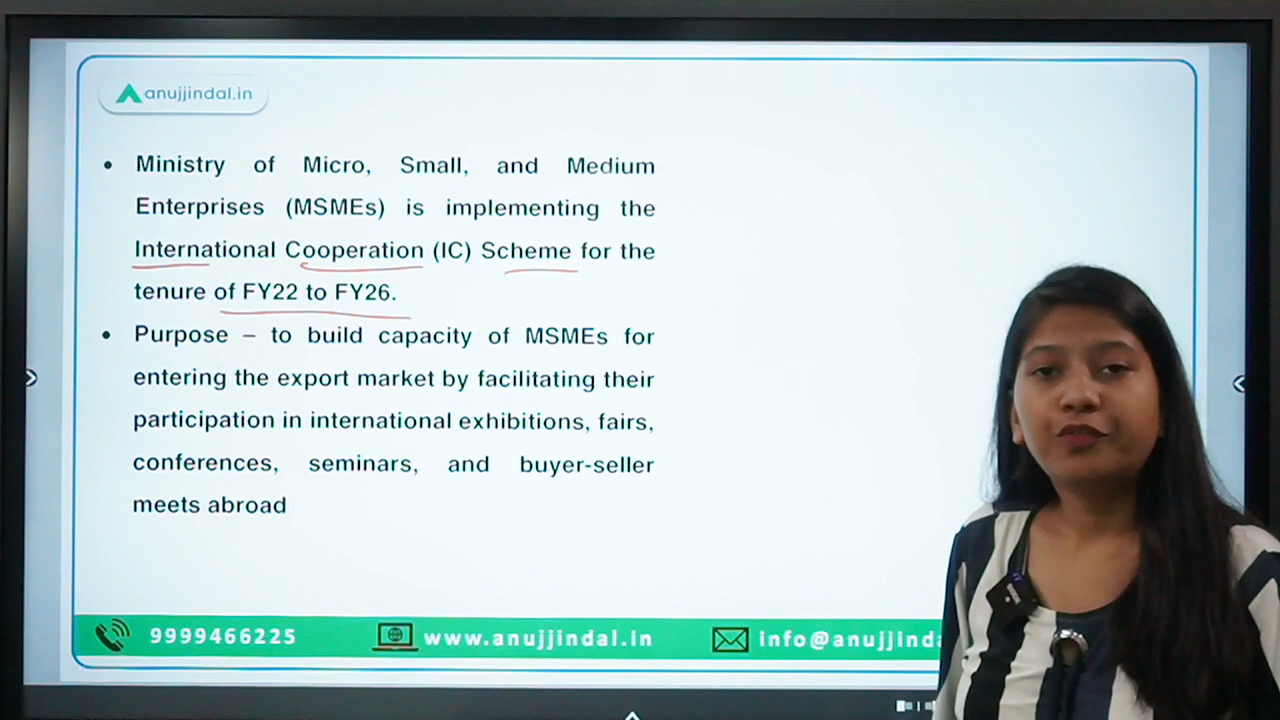 anujjindal.in
• Ministry of Micro, Small, and Medium
Enterprises (MSMEs) is implementing the
International Cooperation (IC) Scheme for the
tenure of FY22 to FY26.
• Purpose – to build capacity of MSMEs for
entering the export market by facilitating their
participation in international exhibitions, fairs,
conferences, seminars, and buyer-seller
meets abroad
9999466225 www.anujjindal.in